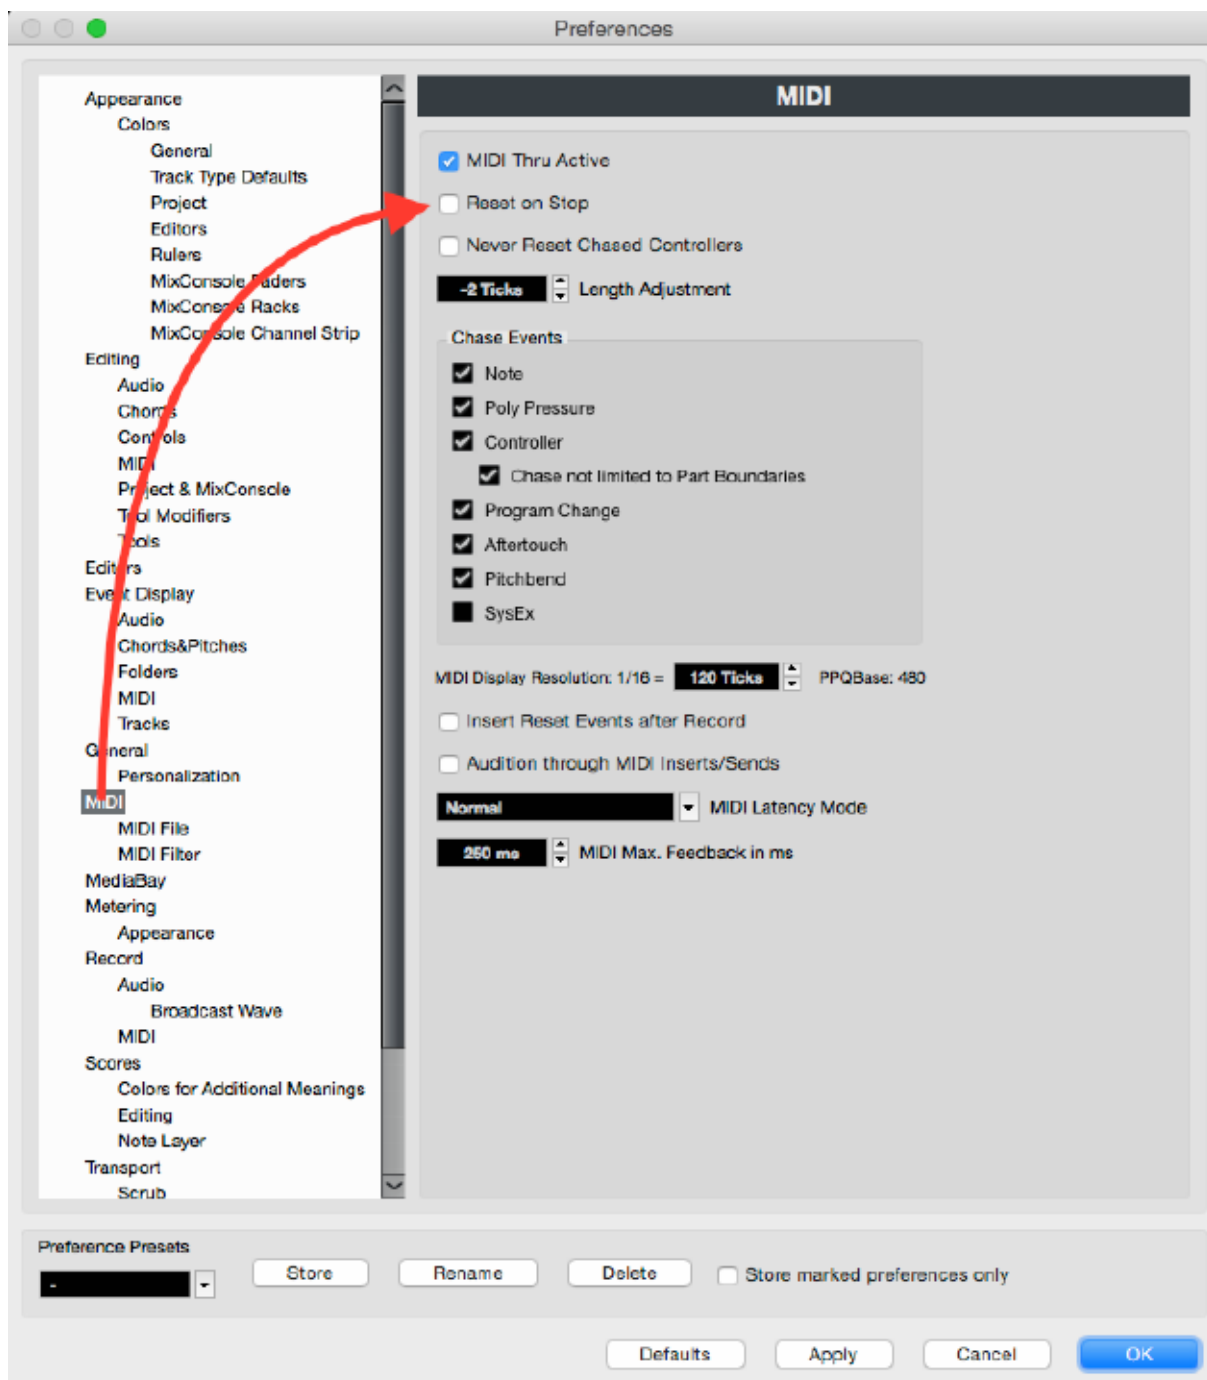 Preferences
Appearance
Colors
General
Track Type Defaults
Project
Editors
Rulers
MixConsole Faders
MixConsole Racks
MixConsole Channel Strip
Editing
Audio
Chords
Controls
MIDI
Project & MixConsole
Tool Modifiers
Tools
Editors
Event Display
Audio
Chords&Pitches
Folders
MIDI
Tracks
General
Personalization
MIDI
MIDI File
MIDI Filter
MediaBay
Metering
Appearance
Record
Audio
Broadcast Wave
MIDI
Scores
Colors for Additional Meanings
Editing
Note Layer
Transport
Scrub
MIDI
MIDI Thru Active
Reset on Stop
Never Reset Chased Controllers
-2 Ticks Length Adjustment
Chase Events
Note
Poly Pressure
Controller
Chase not limited to Part Boundaries
Program Change
Aftertouch
Pitchbend
SysEx
MIDI Display Resolution: 1/16 = 120 Ticks PPQBase: 480
Insert Reset Events after Record
Audition through MIDI Inserts/Sends
Normal MIDI Latency Mode
250 ms MIDI Max. Feedback in ms
Preference Presets
- Store Rename Delete Store marked preferences only
Defaults Apply Cancel OK